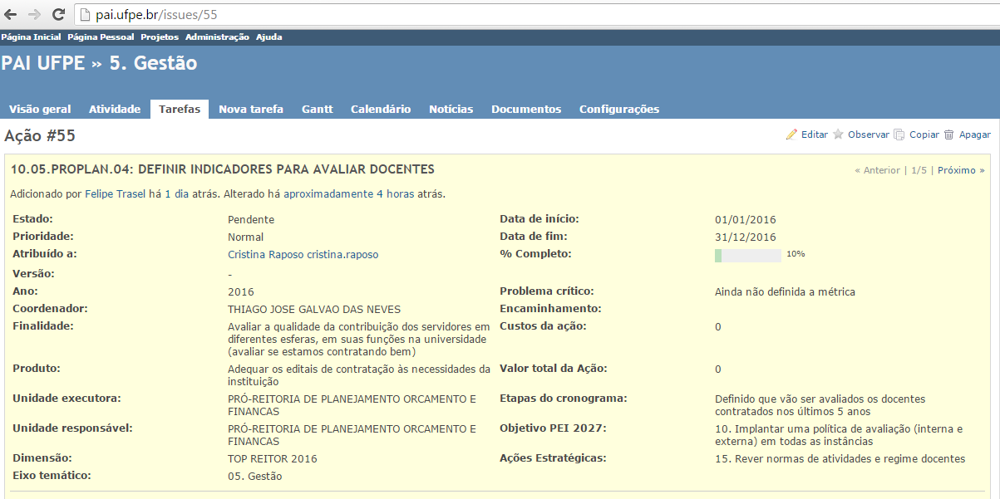 pai.ufpe.br/issues/55
Página Inicial Página Pessoal Projetos Administração Ajuda
PAI UFPE » 5. Gestão
Visão geral Atividade Tarefas Nova tarefa Gantt Calendário Notícias Documentos Configurações
Ação #55
Editar Observar Copiar Apagar
10.05.PROPLAN.04: DEFINIR INDICADORES PARA AVALIAR DOCENTES
« Anterior | 1/5 | Próximo »
Adicionado por Felipe Trasel há 1 dia atrás. Alterado há aproximadamente 4 horas atrás.
Estado: Pendente Data de início: 01/01/2016
Prioridade: Normal Data de fim: 31/12/2016
Atribuído a: Cristina Raposo cristina.raposo % Completo: 10%
Versão: -
Ano: 2016 Problema crítico: Ainda não definida a métrica
Coordenador: THIAGO JOSE GALVAO DAS NEVES Encaminhamento:
Finalidade: Avaliar a qualidade da contribuição dos servidores em Custos da ação: 0
diferentes esferas, em suas funções na universidade
(avaliar se estamos contratando bem)
Produto: Adequar os editais de contratação às necessidades da Valor total da Ação: 0
instituição
Unidade executora: PRÓ-REITORIA DE PLANEJAMENTO ORCAMENTO E Etapas do cronograma: Definido que vão ser avaliados os docentes
FINANCAS contratados nos últimos 5 anos
Unidade responsável: PRÓ-REITORIA DE PLANEJAMENTO ORCAMENTO E Objetivo PEI 2027: 10. Implantar uma política de avaliação (interna e
FINANCAS externa) em todas as instâncias
Dimensão: TOP REITOR 2016 Ações Estratégicas: 15. Rever normas de atividades e regime docentes
Eixo temático: 05. Gestão